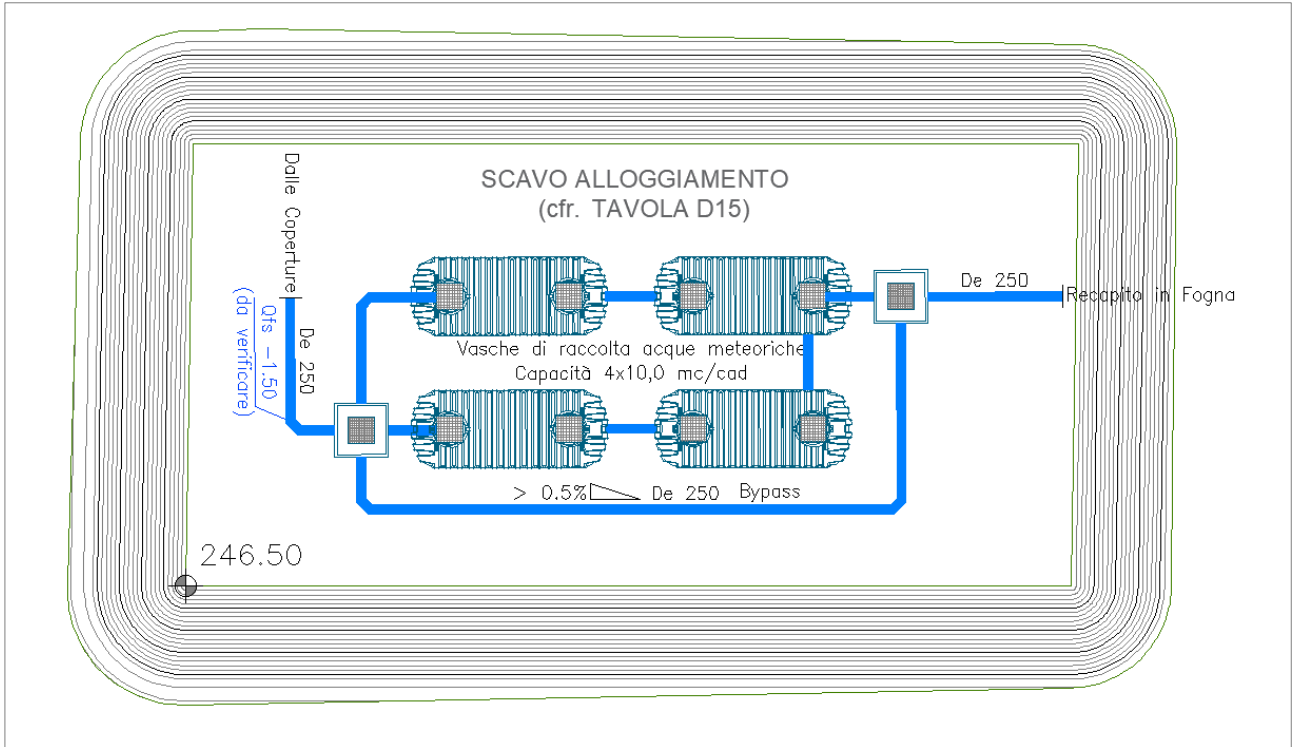 SCAVO ALLOGGIAMENTO
(cfr. TAVOLA D15)
Dalle Coperture
De 250
Qfs -1.50
(da verificare)
De 250
Recapito in Fogna
Vasche di raccolta acque meteoriche
Capacità 4x10,0 mc/cad
> 0.5% De 250 Bypass
246.50